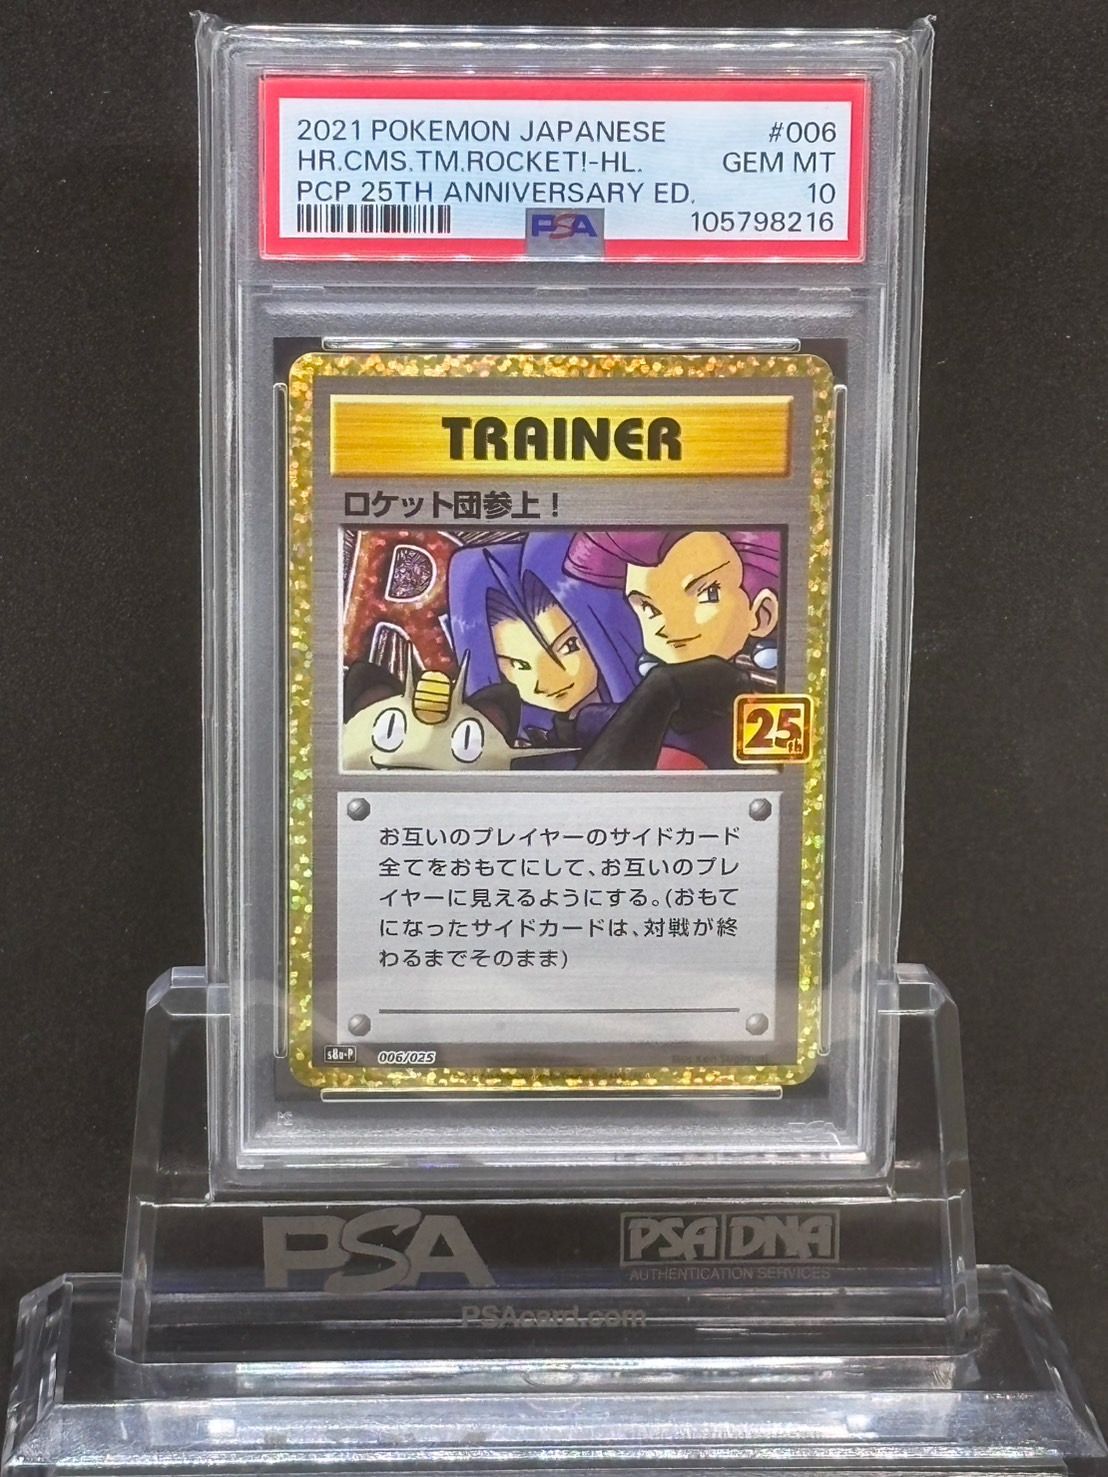 2021 POKEMON JAPANESE #006
HR.CMS.TM.ROCKET!-HL. GEM MT
PCP 25TH ANNIVERSARY ED. 10
PSA 105798216
TRAINER
ロケット団参上!
R
25th
お互いのプレイヤーのサイドカード
全てをおもてにして、お互いのプレ
イヤーに見えるようにする。(おもて
になったサイドカードは、対戦が終
わるまでそのまま)
s8a-P 006/025
PSA PSA DNA
AUTHENTICATION SERVICES
PSAcard.com